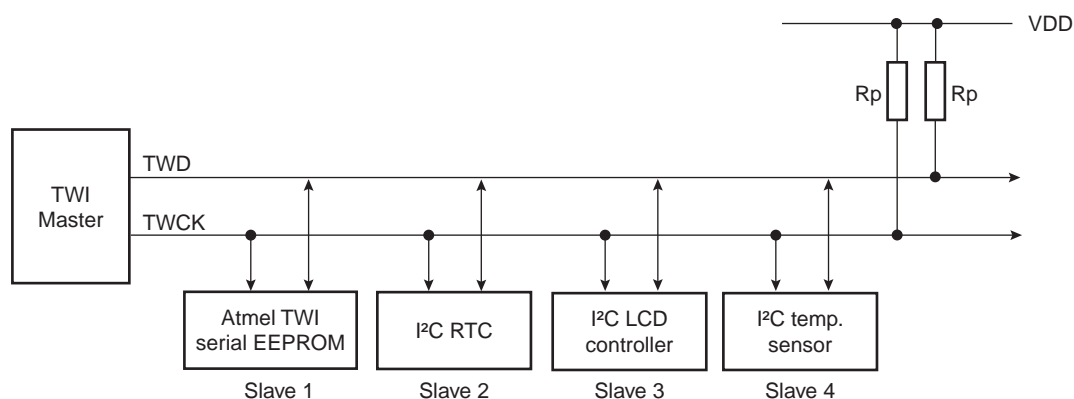 VDD
Rp
Rp
TWI
Master
TWD
TWCK
Atmel TWI
serial EEPROM
I²C RTC
I²C LCD
controller
I²C temp.
sensor
Slave 1
Slave 2
Slave 3
Slave 4